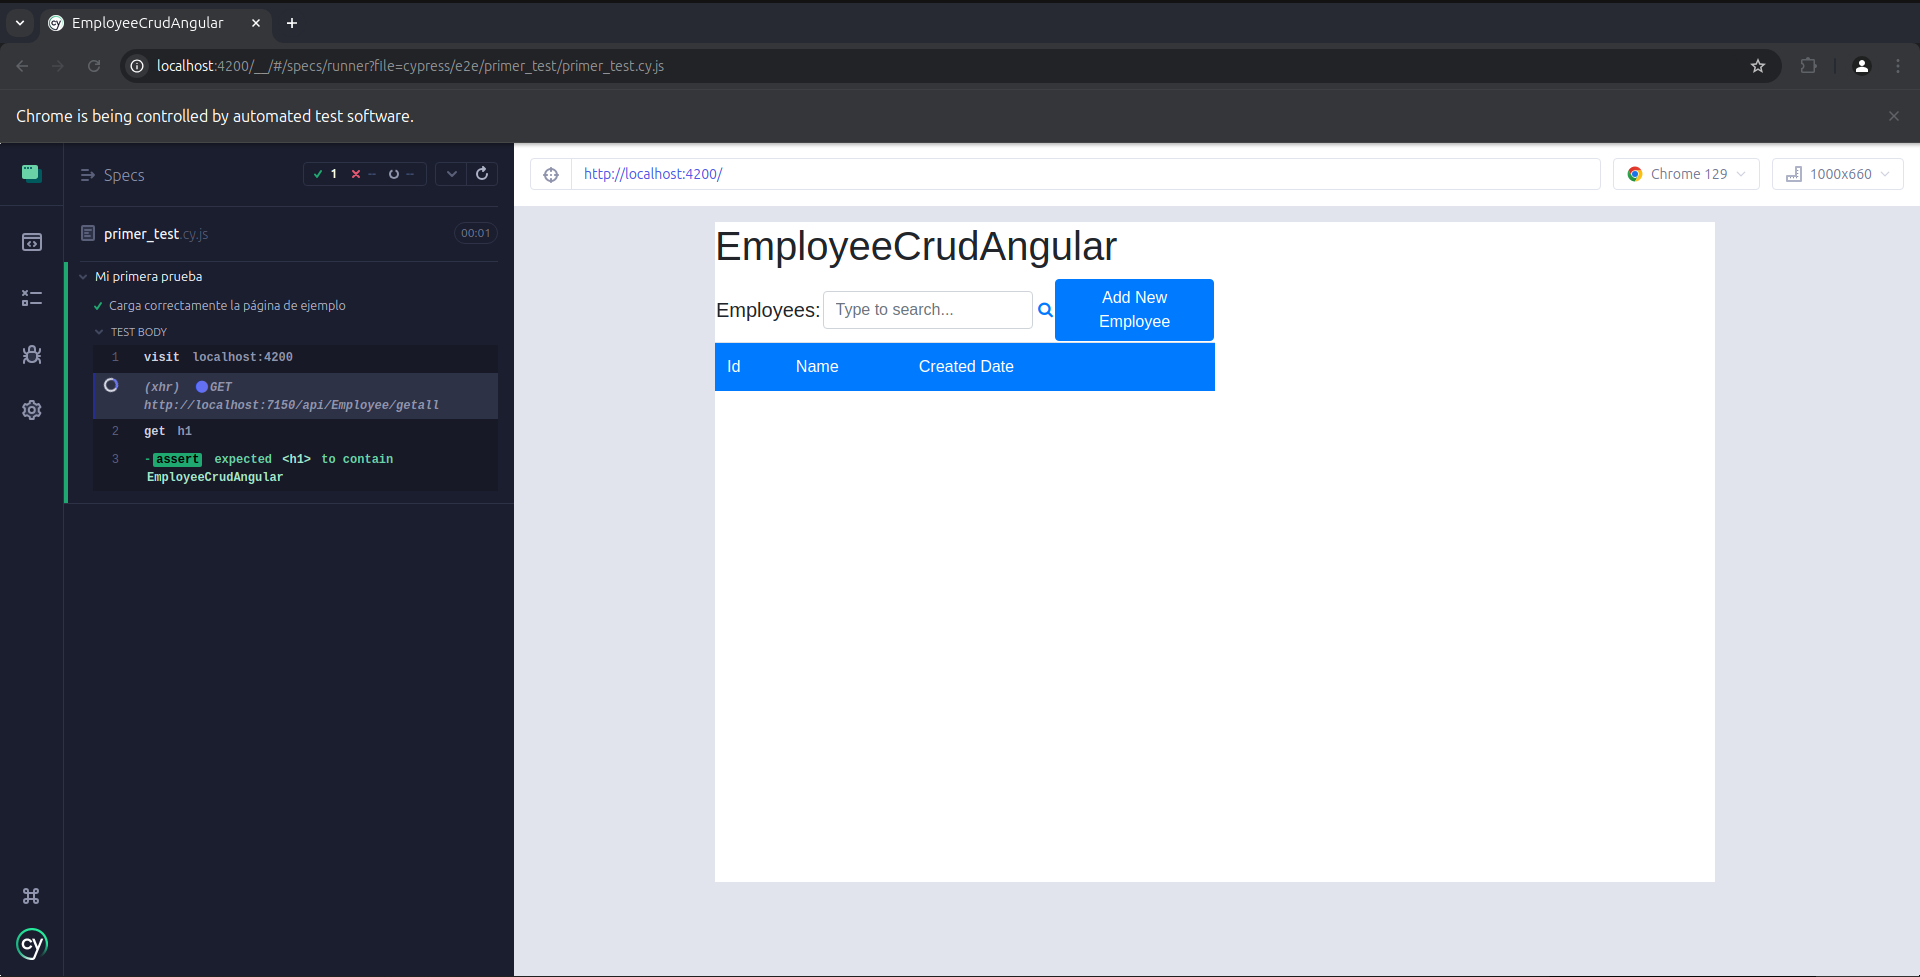 EmployeeCrudAngular
localhost:4200/__/#/specs/runner?file=cypress/e2e/primer_test/primer_test.cy.js
Chrome is being controlled by automated test software.
Specs
1 -- --
primer_test.cy.js 00:01
Mi primera prueba
Carga correctamente la página de ejemplo
TEST BODY
1 visit localhost:4200
(xhr) GET
http://localhost:7150/api/Employee/getall
2 get h1
3 -assert expected <h1> to contain
EmployeeCrudAngular
cy
http://localhost:4200/
Chrome 129
1000x660
EmployeeCrudAngular
Employees: Type to search...
Add New
Employee
Id Name Created Date